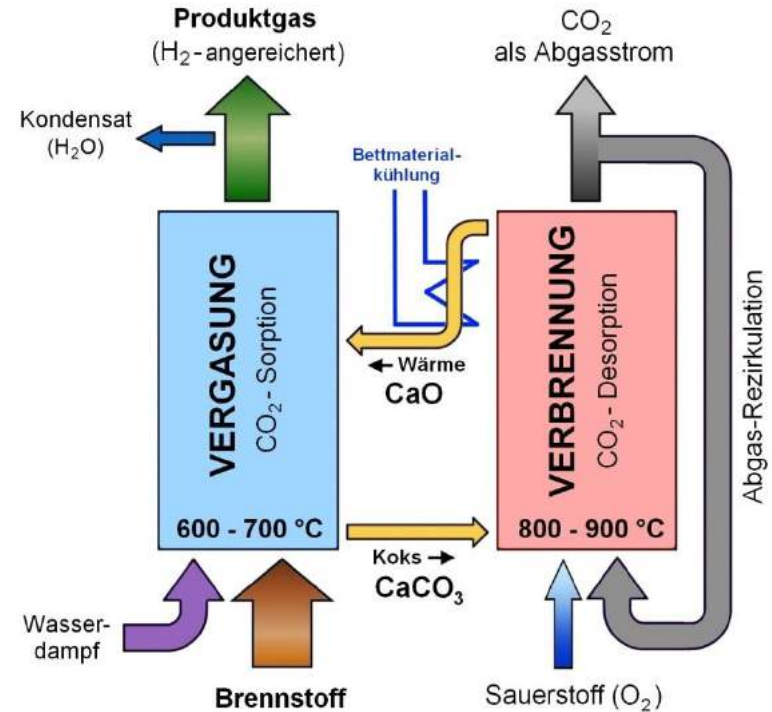 Produktgas
(H₂-angereichert)
CO₂
als Abgasstrom
Kondensat
(H₂O)
Bettmaterial-
kühlung
VERGASUNG
CO₂- Sorption
600 - 700 °C
← Wärme
CaO
Koks →
CaCO₃
VERBRENNUNG
CO₂- Desorption
800 - 900 °C
Abgas-Rezirkulation
Wasser-
dampf
Brennstoff
Sauerstoff (O₂)